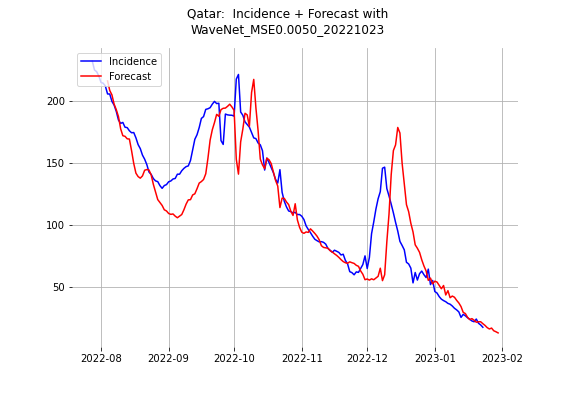 Qatar:  Incidence + Forecast with
WaveNet_MSE0.0050_20221023
Incidence
Forecast
200
150
100
50
2022-08
2022-09
2022-10
2022-11
2022-12
2023-01
2023-02